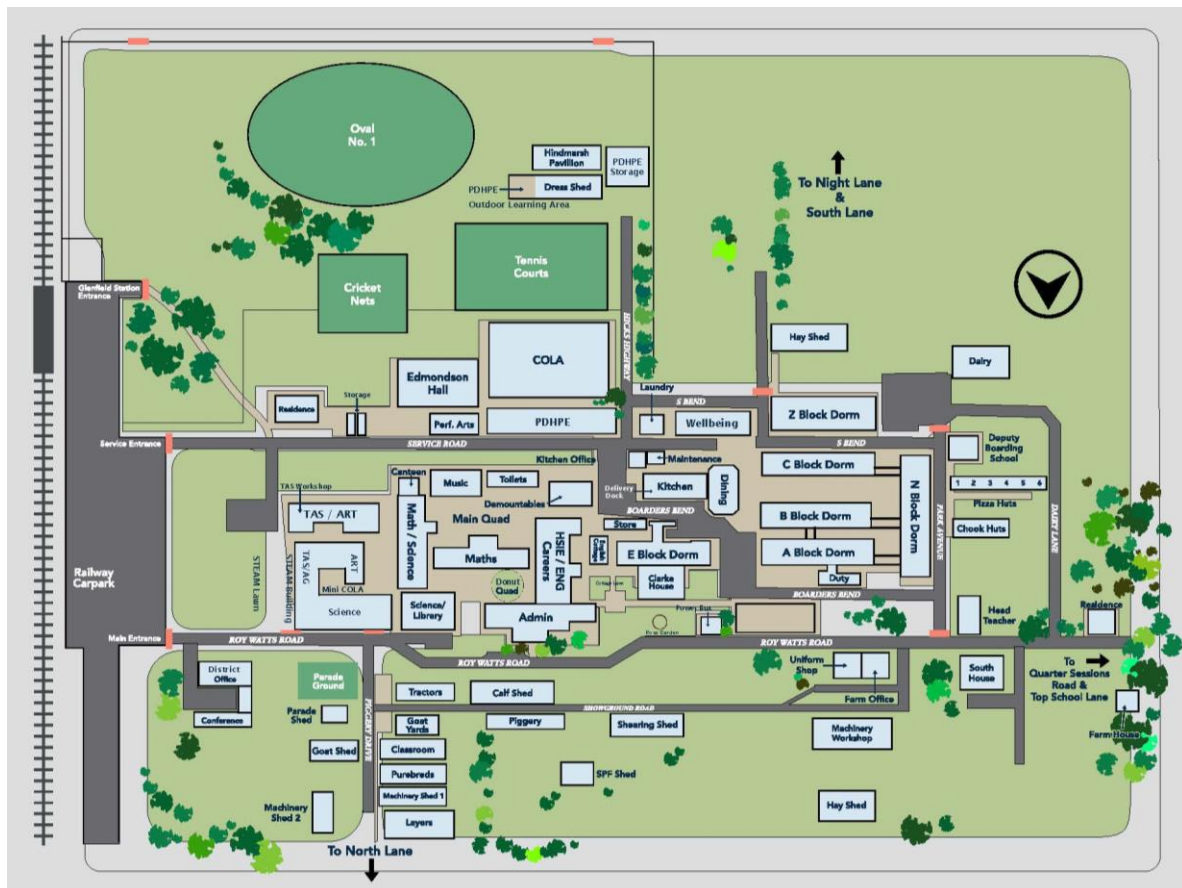 Oval
No. 1
Hindmarsh
Pavilion
PDHPE
Storage
PDHPE
Dress Shed
Outdoor Learning Area
To Night Lane
&
South Lane
Tennis
Courts
Cricket
Nets
Glenfield Station
Entrance
HICKS HIGHWAY
COLA
Hay Shed
Dairy
Edmondson
Hall
Laundry
Storage
Residence
Perf. Arts
PDHPE
S BEND
Wellbeing
Z Block Dorm
Service Entrance
SERVICE ROAD
S BEND
Deputy
Boarding
School
Kitchen Office
Maintenance
C Block Dorm
N Block Dorm
Canteen
Music
Toilets
Delivery
Dock
Kitchen
Dining
1 2 3 4 5 6
Plaza Huts
TAS Workshop
TAS / ART
Math / Science
Demountables
Main Quad
BOARDERS BEND
B Block Dorm
PARK AVENUE
DAIRY LANE
Chook Huts
Store
HSIE / ENG
Careers
English
Cottage
E Block Dorm
A Block Dorm
Maths
TAS/AG
ART
Railway
Carpark
STEAM Lawn
STEAM Building
Mini COLA
Donut
Quad
Clarke
House
Duty
BOARDERS BEND
Science
Science/
Library
Admin
Head
Teacher
Residence
Main Entrance
ROY WATTS ROAD
ROY WATTS ROAD
ROY WATTS ROAD
District
Office
Parade
Ground
Uniform
Shop
South
House
To
Quarter Sessions
Road &
Top School Lane
Tractors
Calf Shed
Farm Office
Conference
Parade
Shed
PIGGERY DRIVE
SHOWGROUND ROAD
Goat
Yards
Piggery
Shearing Shed
Machinery
Workshop
Farm House
Goat Shed
Classroom
Purebreds
SPF Shed
Machinery
Shed 2
Machinery Shed 1
Hay Shed
Layers
To North Lane